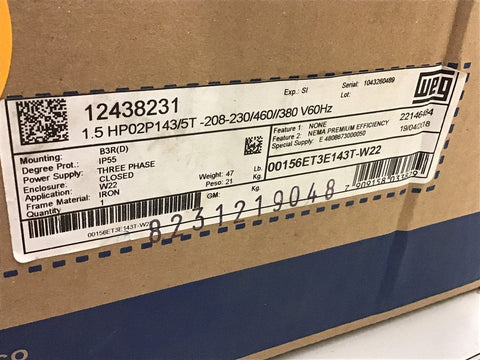 Exp.: SI
Serial: 1043260489
Lot:
weg
12438231
1.5 HP02P143/5T -208-230/460//380 V60Hz
Feature 1: NONE
Feature 2: NEMA PREMIUM EFFICIENCY
Special Supply: E 4808673000050
19/04/2018
Mounting: B3R(D)
Degree Prot.: IP55
Power Supply: THREE PHASE
Enclosure: CLOSED
Application: W22
Frame Material: IRON
Quantity 1
Weight: 47
Peso: 21
lb
Kg
GM:
00156ET3E143T-W22
00156ET3E143T-W22
8231219048